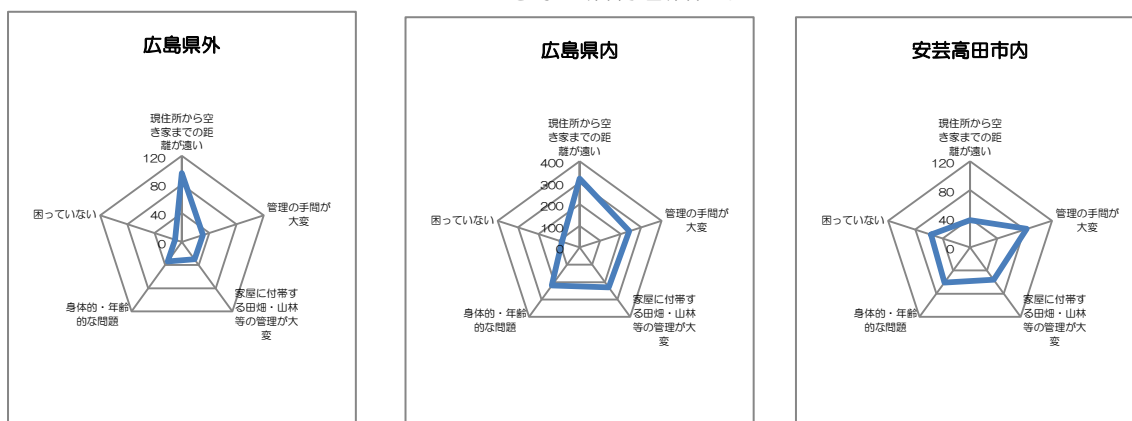 広島県外
現住所から空
き家までの距
離が遠い
120
80
40
0
管理の手間が
大変
家屋に付帯す
る田畑・山林
等の管理が大
変
身体的・年齢
的な問題
困っていない
広島県内
現住所から空
き家までの距
離が遠い
400
300
200
100
0
管理の手間が
大変
家屋に付帯す
る田畑・山林
等の管理が大
変
身体的・年齢
的な問題
困っていない
安芸高田市内
現住所から空
き家までの距
離が遠い
120
80
40
0
管理の手間が
大変
家屋に付帯す
る田畑・山林
等の管理が大
変
身体的・年齢
的な問題
困っていない